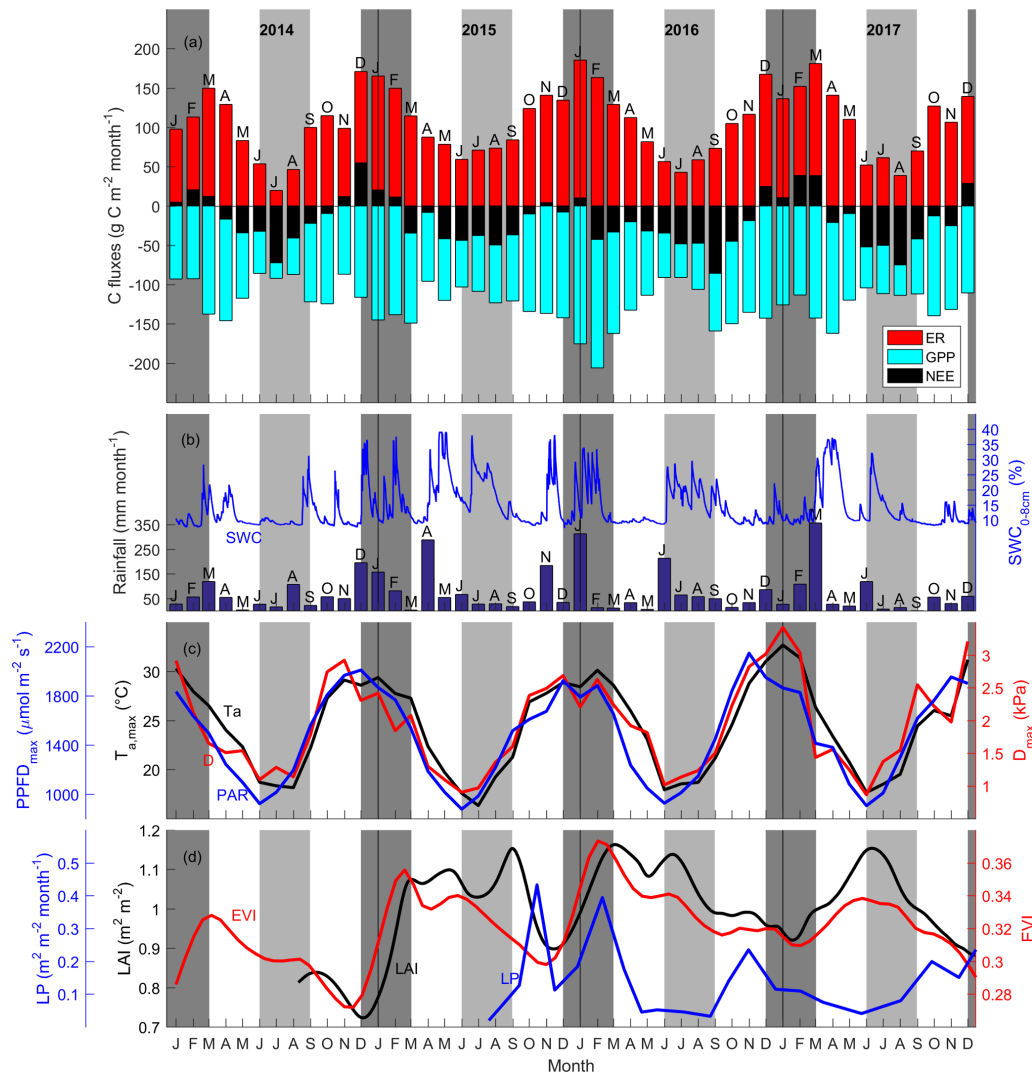 2014 2015 2016 2017
(a)
C fluxes (g C m-2 month-1)
200
150
100
50
0
-50
-100
-150
-200
J F M A M J J A S O N D J F M A M J J A S O N D J F M A M J J A S O N D J F M A M J J A S O N D
ER
GPP
NEE
(b)
Rainfall (mm month-1)
350
250
150
50
SWC
J F M A M J J A S O N D J F M A M J J A S O N D J F M A M J J A S O N D J F M A M J J A S O N D
40
35
30
25
20
15
10
SWC0-8cm (%)
(c)
PPFDmax (μmol m-2 s-1)
2200
1800
1400
1000
Ta,max (°C)
30
25
20
Ta
D
PAR
3
2.5
2
1.5
1
Dmax (kPa)
(d)
LP (m2 m-2 month-1)
0.5
0.4
0.3
0.2
0.1
LAI (m2 m-2)
1.2
1.1
1
0.9
0.8
0.7
EVI
LAI
LP
0.36
0.34
0.32
0.3
0.28
EVI
J F M A M J J A S O N D J F M A M J J A S O N D J F M A M J J A S O N D J F M A M J J A S O N D
Month